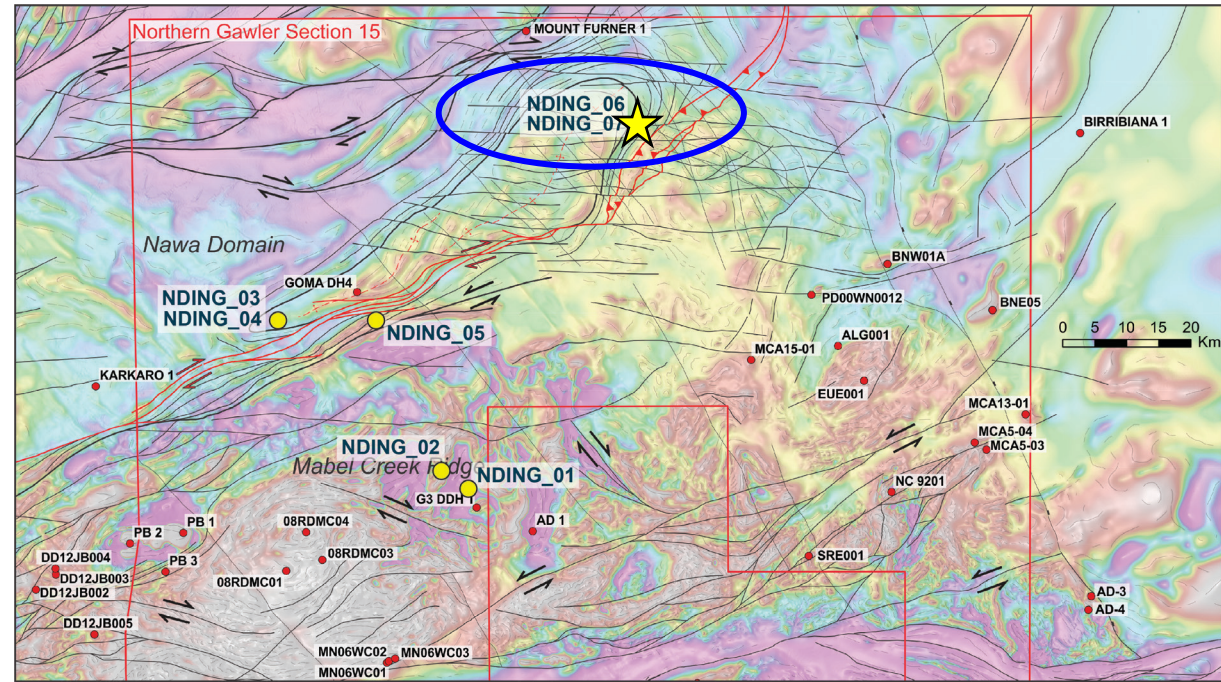 Northern Gawler Section 15
MOUNT FURNER 1
NDING_06
NDING_07
BIRRIBIANA 1
Nawa Domain
BNW01A
GOMA DH4
NDING_03
NDING_04
NDING_05
PD00WN0012
BNE05
0 5 10 15 20
Km
ALG001
MCA15-01
KARKARO 1
EUE001
MCA13-01
MCA5-04
MCA5-03
NDING_02
Mabel Creek Ridge
NDING_01
G3 DDH 1
NC 9201
PB 1
08RDMC04
AD 1
PB 2
08RDMC03
SRE001
DD12JB004
PB 3
DD12JB003
08RDMC01
DD12JB002
AD-3
AD-4
DD12JB005
MN06WC02
MN06WC03
MN06WC01